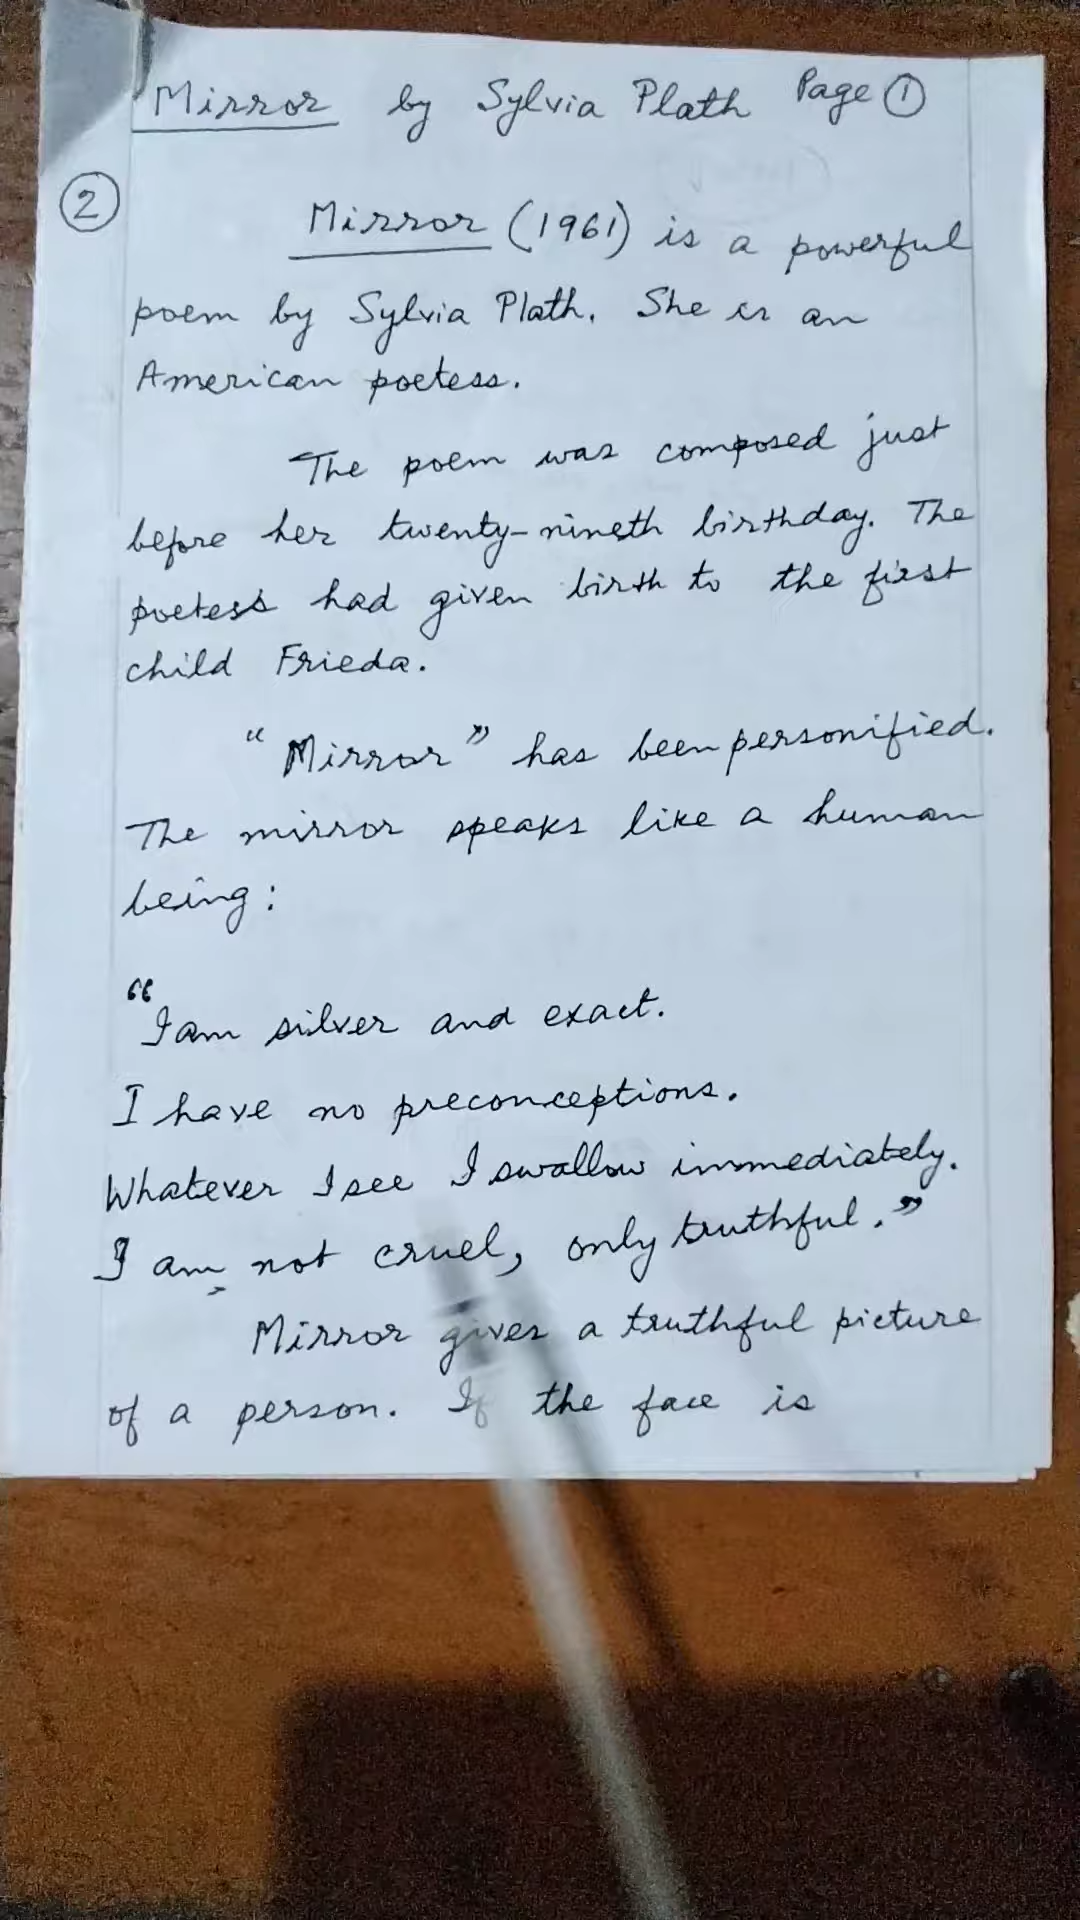 Mirror by Sylvia Plath Page 1
2
Mirror (1961) is a powerful
poem by Sylvia Plath. She is an
American poetess.
The poem was composed just
before her twenty-nineth birthday. The
poetess had given birth to the first
child Frieda.
"Mirror" has been personified.
The mirror speaks like a human
being:
"I am silver and exact.
I have no preconceptions.
Whatever I see I swallow immediately.
I am not cruel, only truthful."
Mirror gives a truthful picture
of a person. If the face is